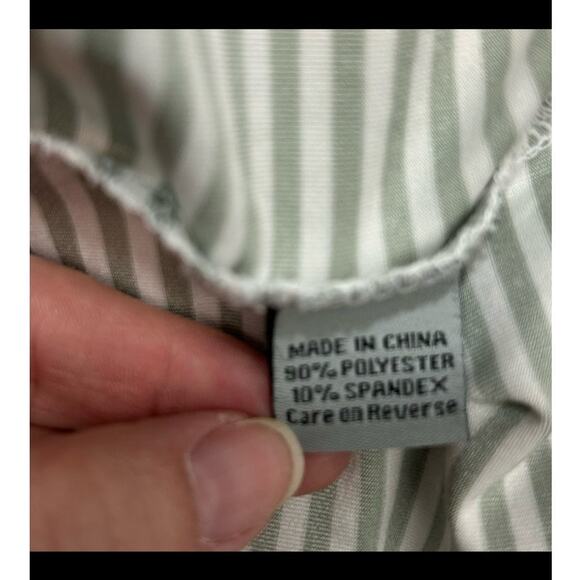 MADE IN CHINA
90% POLYESTER
10% SPANDEX
Care on Reverse